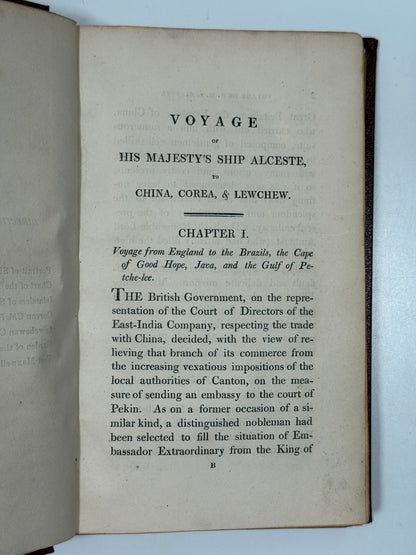 VOYAGE
OF
HIS MAJESTY'S SHIP ALCESTE,
TO
CHINA, COREA, & LEWCHEW.
CHAPTER I.
Voyage from England to the Brazils, the Cape
of Good Hope, Java, and the Gulf of Pe-
tche-lee.
THE British Government, on the repre-
sentation of the Court of Directors of the
East-India Company, respecting the trade
with China, decided, with the view of re-
lieving that branch of its commerce from
the increasing vexatious impositions of the
local authorities of Canton, on the mea-
sure of sending an embassy to the court of
Pekin. As on a former occasion of a si-
milar kind, a distinguished nobleman had
been selected to fill the situation of Em-
bassador Extraordinary from the King of
B